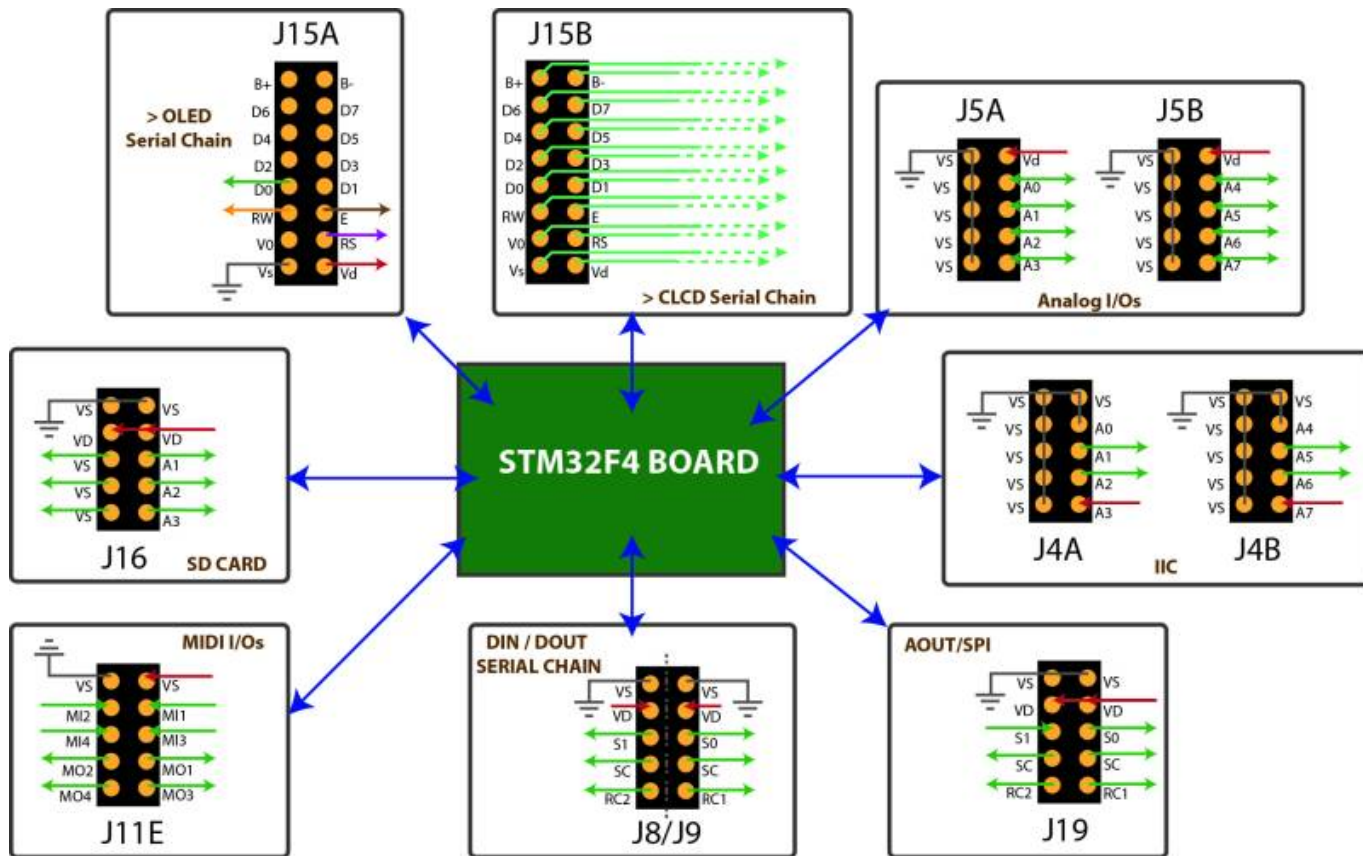 J15A
B+ B-
D6 D7
> OLED
Serial Chain
D4 D5
D2 D3
D0 D1
RW E
V0 RS
Vs Vd
J15B
B+ B-
D6 D7
D4 D5
D2 D3
D0 D1
RW E
V0 RS
Vs Vd
> CLCD Serial Chain
J5A J5B
VS Vd VS Vd
VS A0 VS A4
VS A1 VS A5
VS A2 VS A6
VS A3 VS A7
Analog I/Os
VS VS
VD VD
VS A1
VS A2
VS A3
J16
SD CARD
STM32F4 BOARD
VS VS VS VS
VS A0 VS A4
VS A1 VS A5
VS A2 VS A6
VS A3 VS A7
J4A J4B
IIC
MIDI I/Os
VS VS
MI2 MI1
MI4 MI3
MO2 MO1
MO4 MO3
J11E
DIN / DOUT
SERIAL CHAIN
VS VS
VD VD
S1 S0
SC SC
RC2 RC1
J8/J9
AOUT/SPI
VS VS
VD VD
S1 S0
SC SC
RC2 RC1
J19